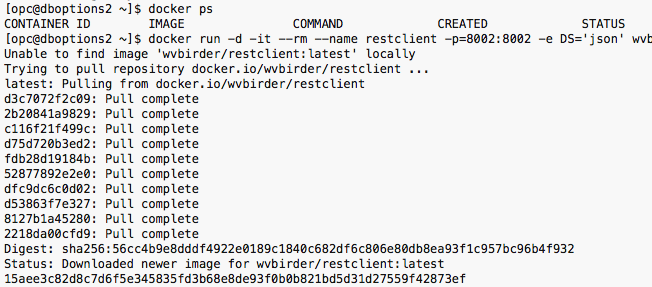 [opc@dboptions2 ~]$ docker ps
CONTAINER ID IMAGE COMMAND CREATED STATUS
[opc@dboptions2 ~]$ docker run -d -it --rm --name restclient -p=8002:8002 -e DS='json' wvb
Unable to find image 'wvbirder/restclient:latest' locally
Trying to pull repository docker.io/wvbirder/restclient ...
latest: Pulling from docker.io/wvbirder/restclient
d3c7072f2c09: Pull complete
2b20841a9829: Pull complete
c116f21f499c: Pull complete
d75d720b3ed2: Pull complete
fdb28d19184b: Pull complete
52877892e2e0: Pull complete
dfc9dc6c0d02: Pull complete
d53863f7e327: Pull complete
8127b1a45280: Pull complete
2218da00cfd9: Pull complete
Digest: sha256:56cc4b9e8dddf4922e0189c1840c682df6c806e80db8ea93f1c957bc96b4f932
Status: Downloaded newer image for wvbirder/restclient:latest
15aee3c82d8c7d6f5e345835fd3b68e8de93f0b0b821bd5d31d27559f42873ef